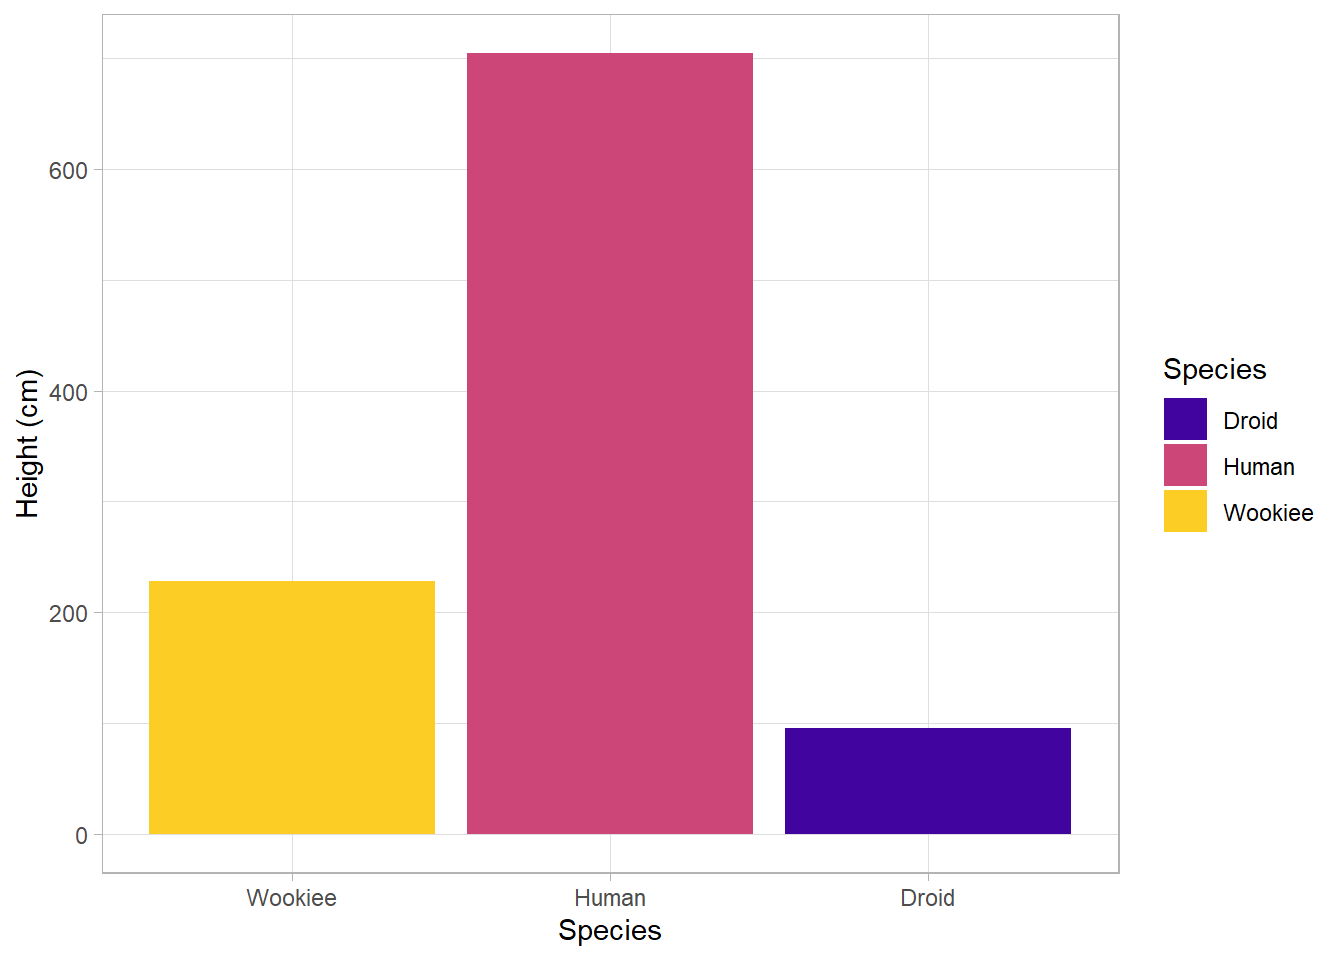 Height (cm)
600
400
200
0
Wookiee
Human
Droid
Species
Species
Droid
Human
Wookiee